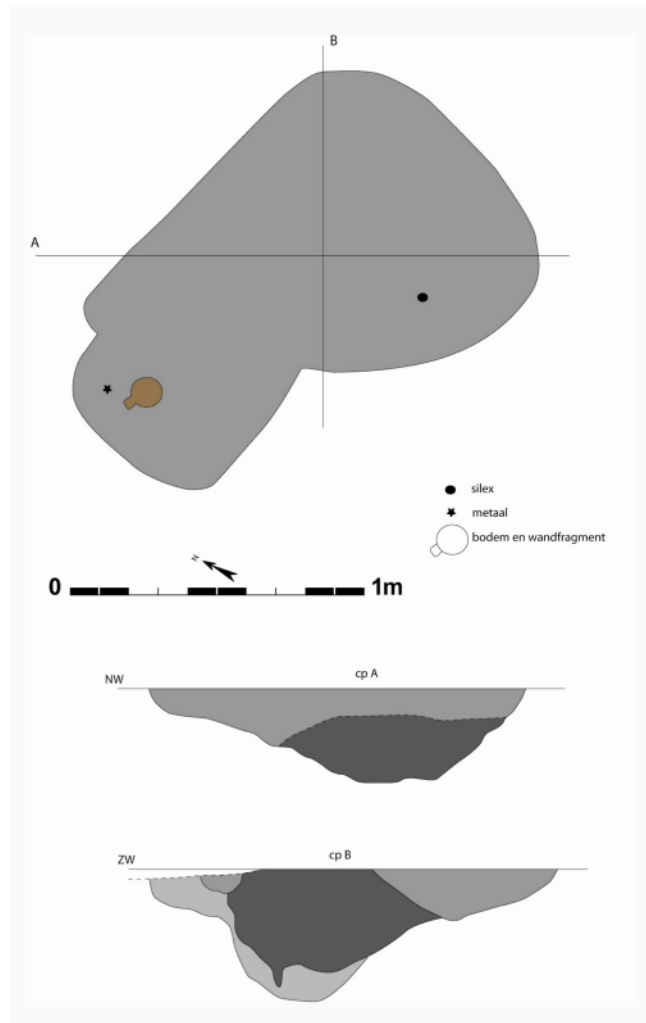 B
A
silex
metaal
bodem en wandfragment
N
0 1m
cp A
NW
cp B
ZW